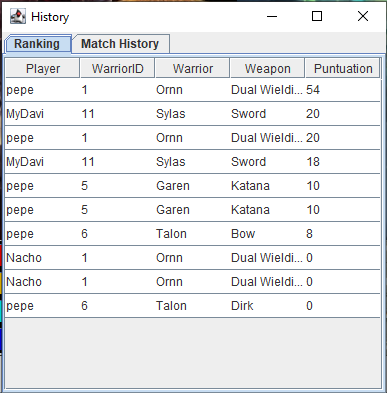 History
Ranking Match History
Player WarriorID Warrior Weapon Puntuation
pepe 1 Ornn Dual Wieldi... 54
MyDavi 11 Sylas Sword 20
pepe 1 Ornn Dual Wieldi... 20
MyDavi 11 Sylas Sword 18
pepe 5 Garen Katana 10
pepe 5 Garen Katana 10
pepe 6 Talon Bow 8
Nacho 1 Ornn Dual Wieldi... 0
Nacho 1 Ornn Dual Wieldi... 0
pepe 6 Talon Dirk 0